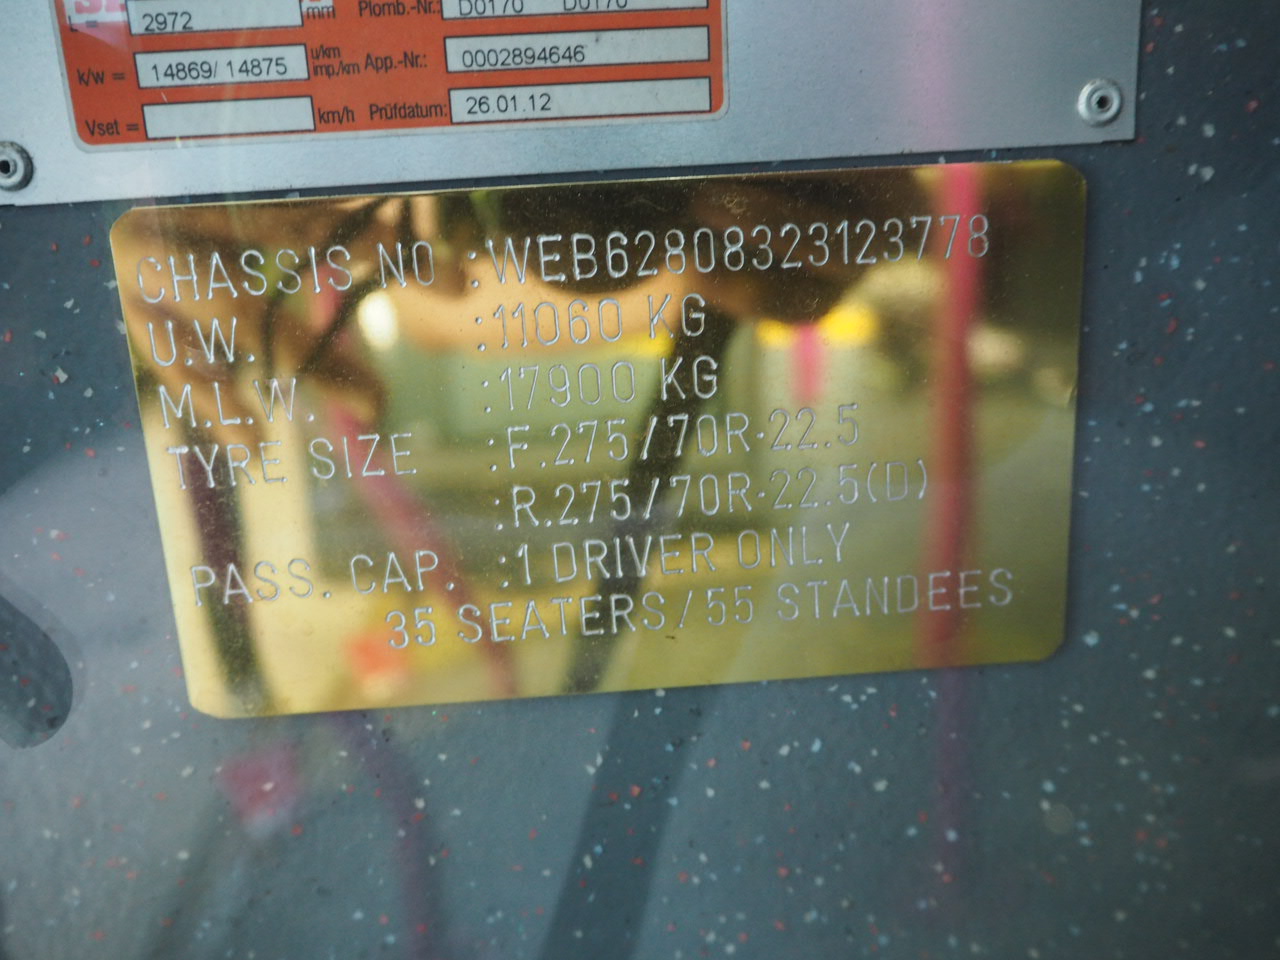 L= 2972 mm Plomb.-Nr.: D0170 D0170
k/w = 14869/ 14875 u/km imp./km App.-Nr.: 0002894646
Vset= km/h Prüfdatum: 26.01.12
CHASSIS NO :WEB62808323123778
U.W. :11060 KG
M.L.W. :17900 KG
TYRE SIZE :F.275/70R-22.5
:R.275/70R-22.5(D)
PASS. CAP. :1 DRIVER ONLY
35 SEATERS/55 STANDEES